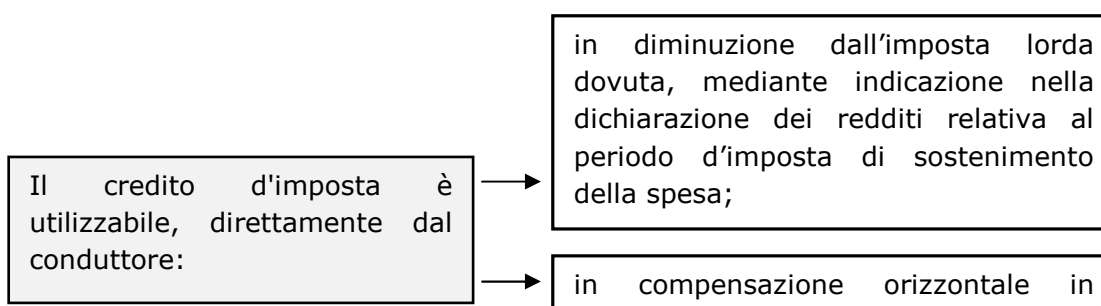 in diminuzione dall’imposta lorda
dovuta, mediante indicazione nella
dichiarazione dei redditi relativa al
periodo d’imposta di sostenimento
della spesa;
Il credito d'imposta è
utilizzabile, direttamente dal
conduttore:
in compensazione orizzontale in